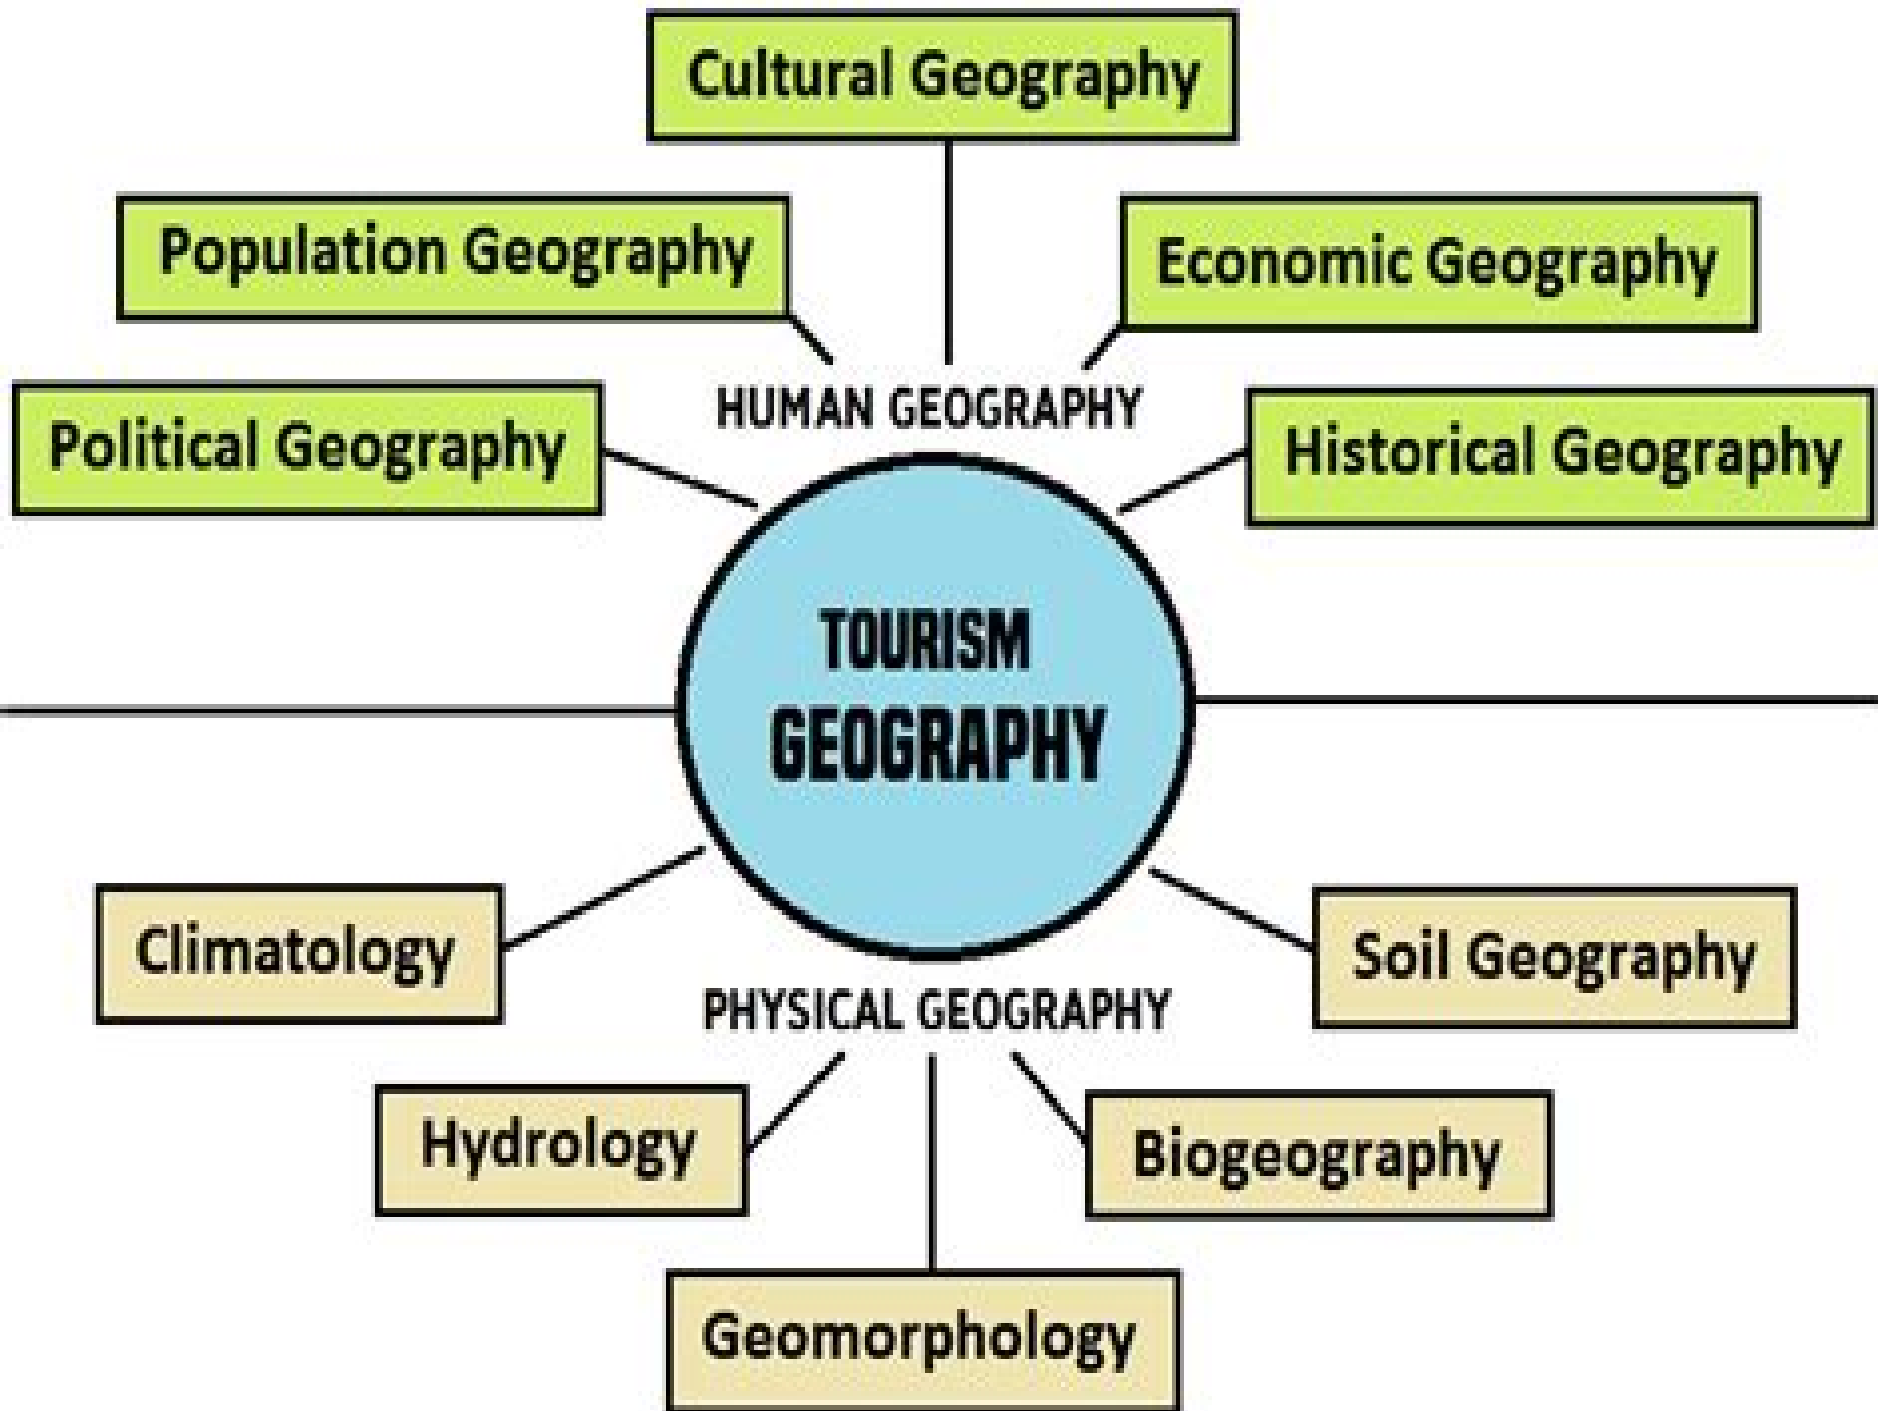 Cultural Geography
Population Geography
Economic Geography
HUMAN GEOGRAPHY
Political Geography
Historical Geography
TOURISM
GEOGRAPHY
Climatology
Soil Geography
PHYSICAL GEOGRAPHY
Hydrology
Biogeography
Geomorphology